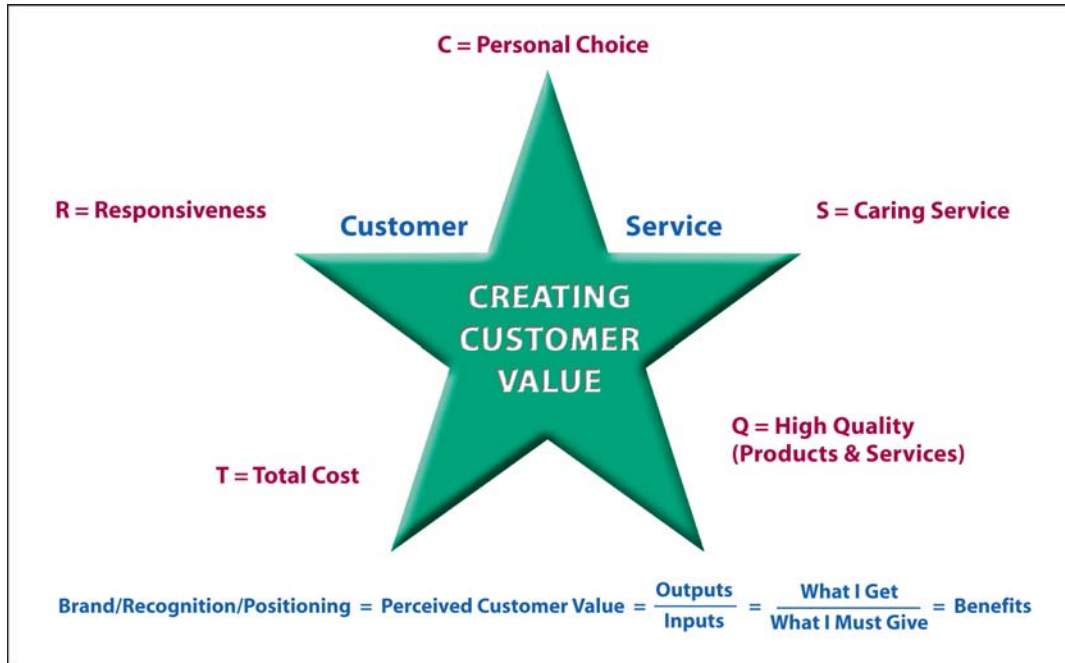 C = Personal Choice
R = Responsiveness
Customer
Service
S = Caring Service
CREATING
CUSTOMER
VALUE
Q = High Quality
(Products & Services)
T = Total Cost
Brand/Recognition/Positioning = Perceived Customer Value = Outputs/Inputs = What I Get/What I Must Give = Benefits